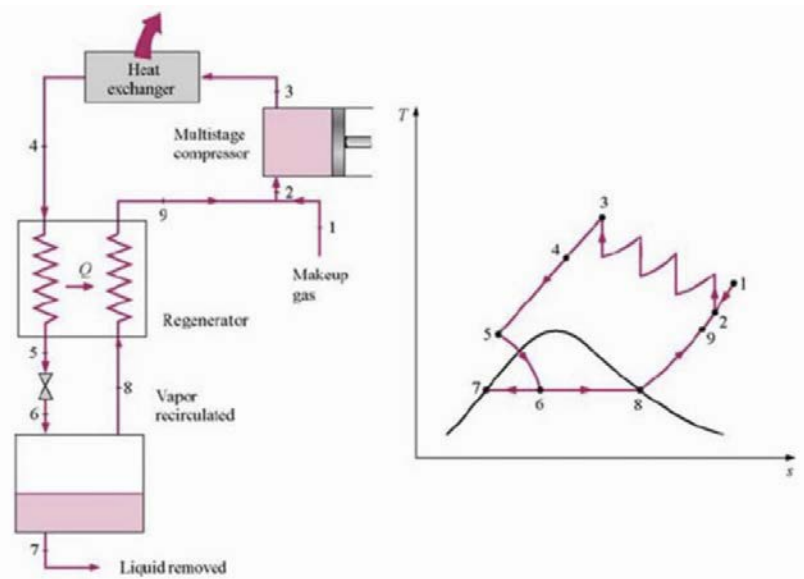 Heat
exchanger
3
Multistage
compressor
4
2
9
1
Q
Makeup
gas
Regenerator
5
8
Vapor
recirculated
6
7
Liquid removed
T
3
4
1
2
5
9
7
6
8
s